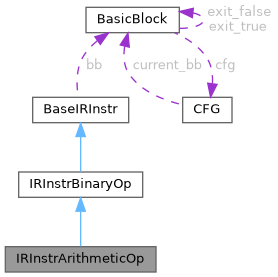 BasicBlock
exit_false
exit_true
bb
current_bb
cfg
BaseIRInstr
CFG
IRInstrBinaryOp
IRInstrArithmeticOp